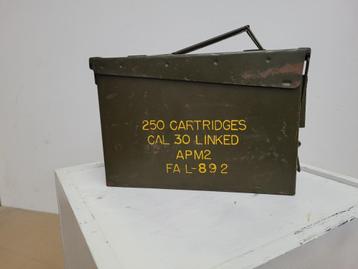 250 CARTRIDGES
CAL 30 LINKED
APM2
FA L-892